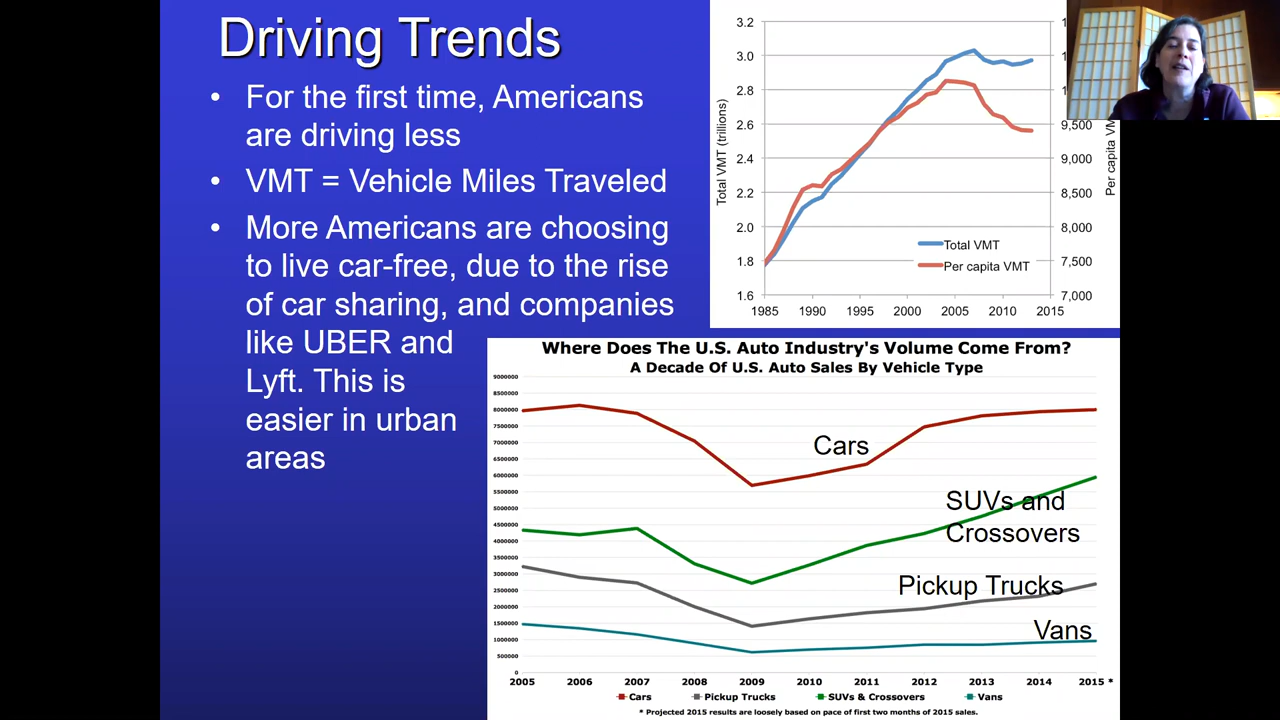 Driving Trends
• For the first time, Americans
are driving less
• VMT = Vehicle Miles Traveled
• More Americans are choosing
to live car-free, due to the rise
of car sharing, and companies
like UBER and
Lyft. This is
easier in urban
areas
3.2
3.0
2.8
2.6
2.4
2.2
2.0
1.8
1.6
Total VMT (trillions)
9,500
9,000
8,500
8,000
7,500
7,000
Per capita VM
Total VMT
Per capita VMT
1985 1990 1995 2000 2005 2010 2015
Where Does The U.S. Auto Industry's Volume Come From?
A Decade Of U.S. Auto Sales By Vehicle Type
9000000
8500000
8000000
7500000
7000000
6500000
6000000
5500000
5000000
4500000
4000000
3500000
3000000
2500000
2000000
1500000
1000000
500000
0
Cars
SUVs and
Crossovers
Pickup Trucks
Vans
2005 2006 2007 2008 2009 2010 2011 2012 2013 2014 2015 *
Cars Pickup Trucks SUVs & Crossovers Vans
* Projected 2015 results are loosely based on pace of first two months of 2015 sales.